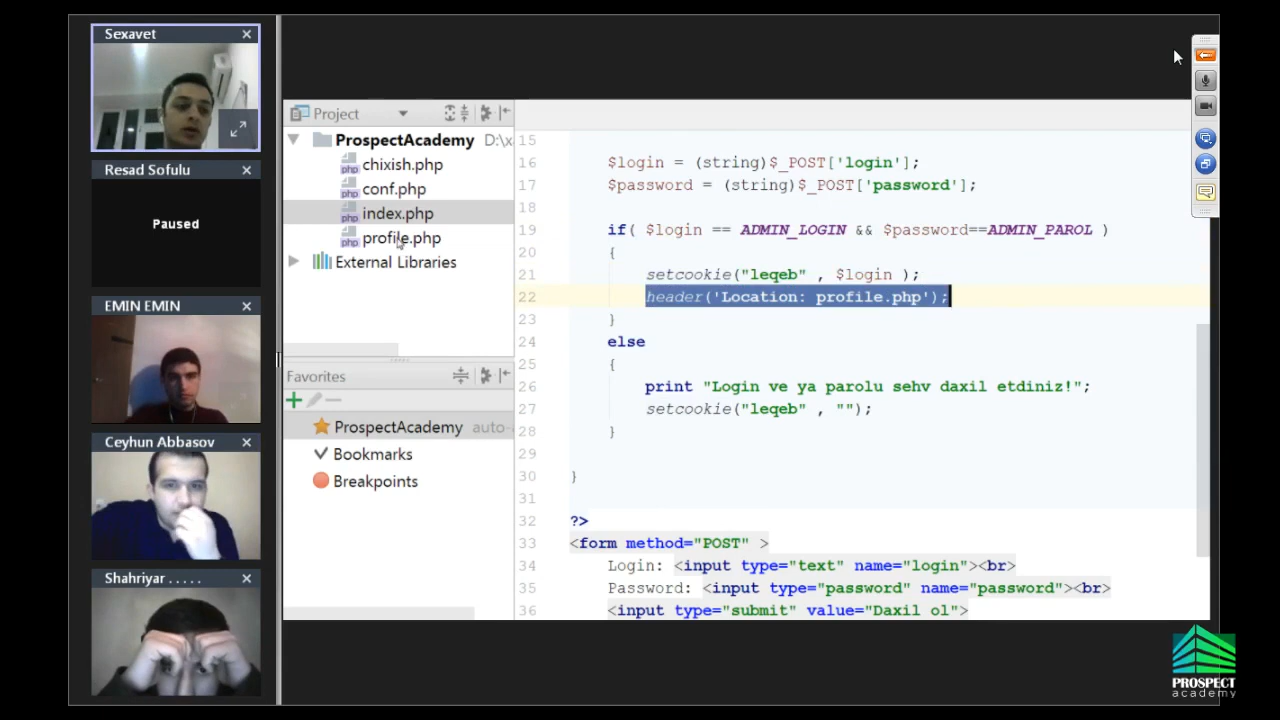 Sexavet
Resad Sofulu
Paused
EMIN EMIN
Ceyhun Abbasov
Shahriyar . . . . .
Project
ProspectAcademy D:\x
php chixish.php
php conf.php
php index.php
php profile.php
External Libraries
Favorites
ProspectAcademy auto-
Bookmarks
Breakpoints
15
16 $login = (string)$_POST['login'];
17 $password = (string)$_POST['password'];
18
19 if( $login == ADMIN_LOGIN && $password==ADMIN_PAROL )
20 {
21 setcookie("leqeb" , $login );
22 header('Location: profile.php');
23 }
24 else
25 {
26 print "Login ve ya parolu sehv daxil etdiniz!";
27 setcookie("leqeb" , "");
28 }
29
30 }
31
32 ?>
33 <form method="POST" >
34 Login: <input type="text" name="login"><br>
35 Password: <input type="password" name="password"><br>
36 <input type="submit" value="Daxil ol">
PROSPECT
academy